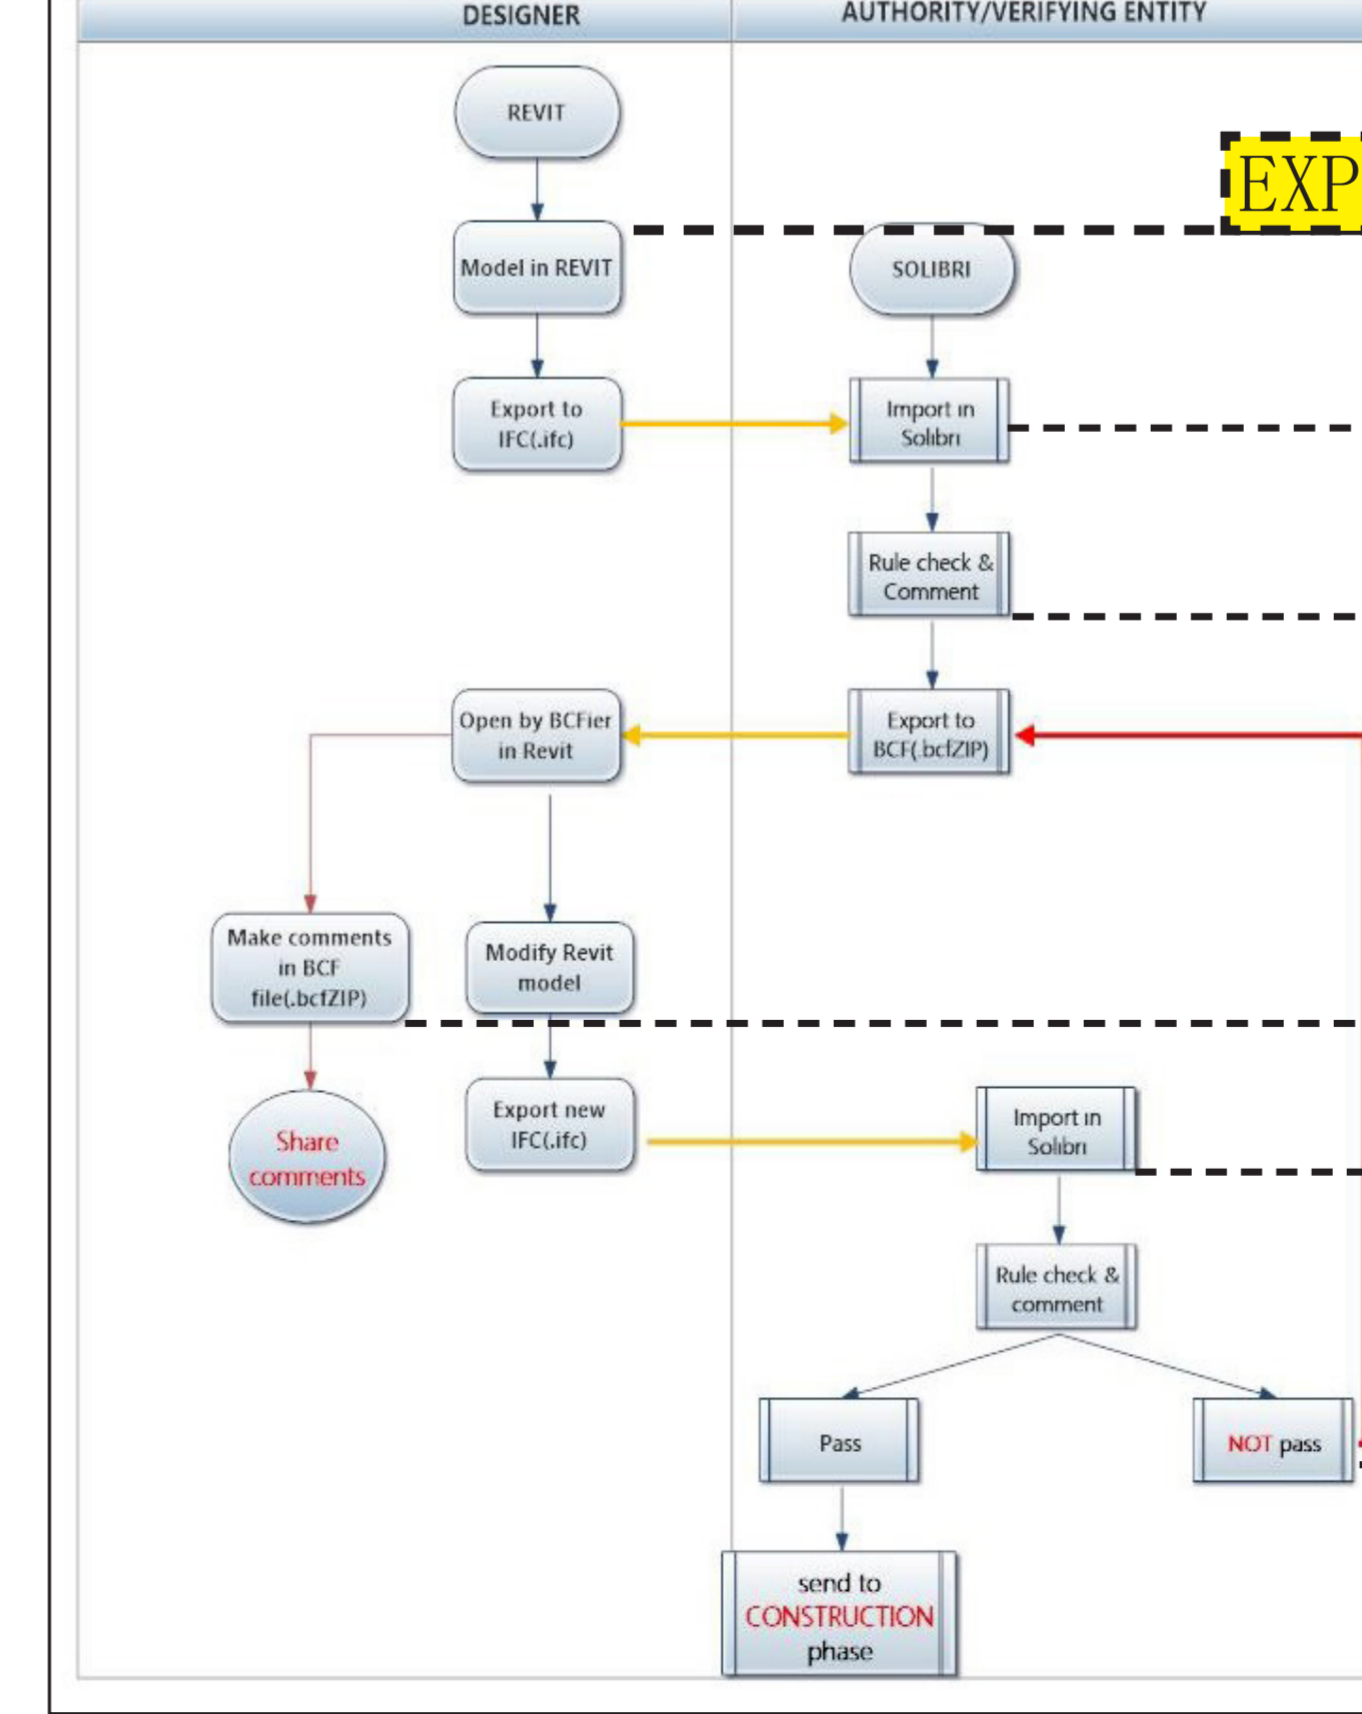 DESIGNER
AUTHORITY/VERIFYING ENTITY
REVIT
EXP
Model in REVIT
SOLIBRI
Export to
IFC(.ifc)
Import in
Solibri
Rule check &
Comment
Open by BCFier
in Revit
Export to
BCF(.bcfZIP)
Make comments
in BCF
file(.bcfZIP)
Modify Revit
model
Share
comments
Export new
IFC(.ifc)
Import in
Solibri
Rule check &
comment
Pass
NOT pass
send to
CONSTRUCTION
phase